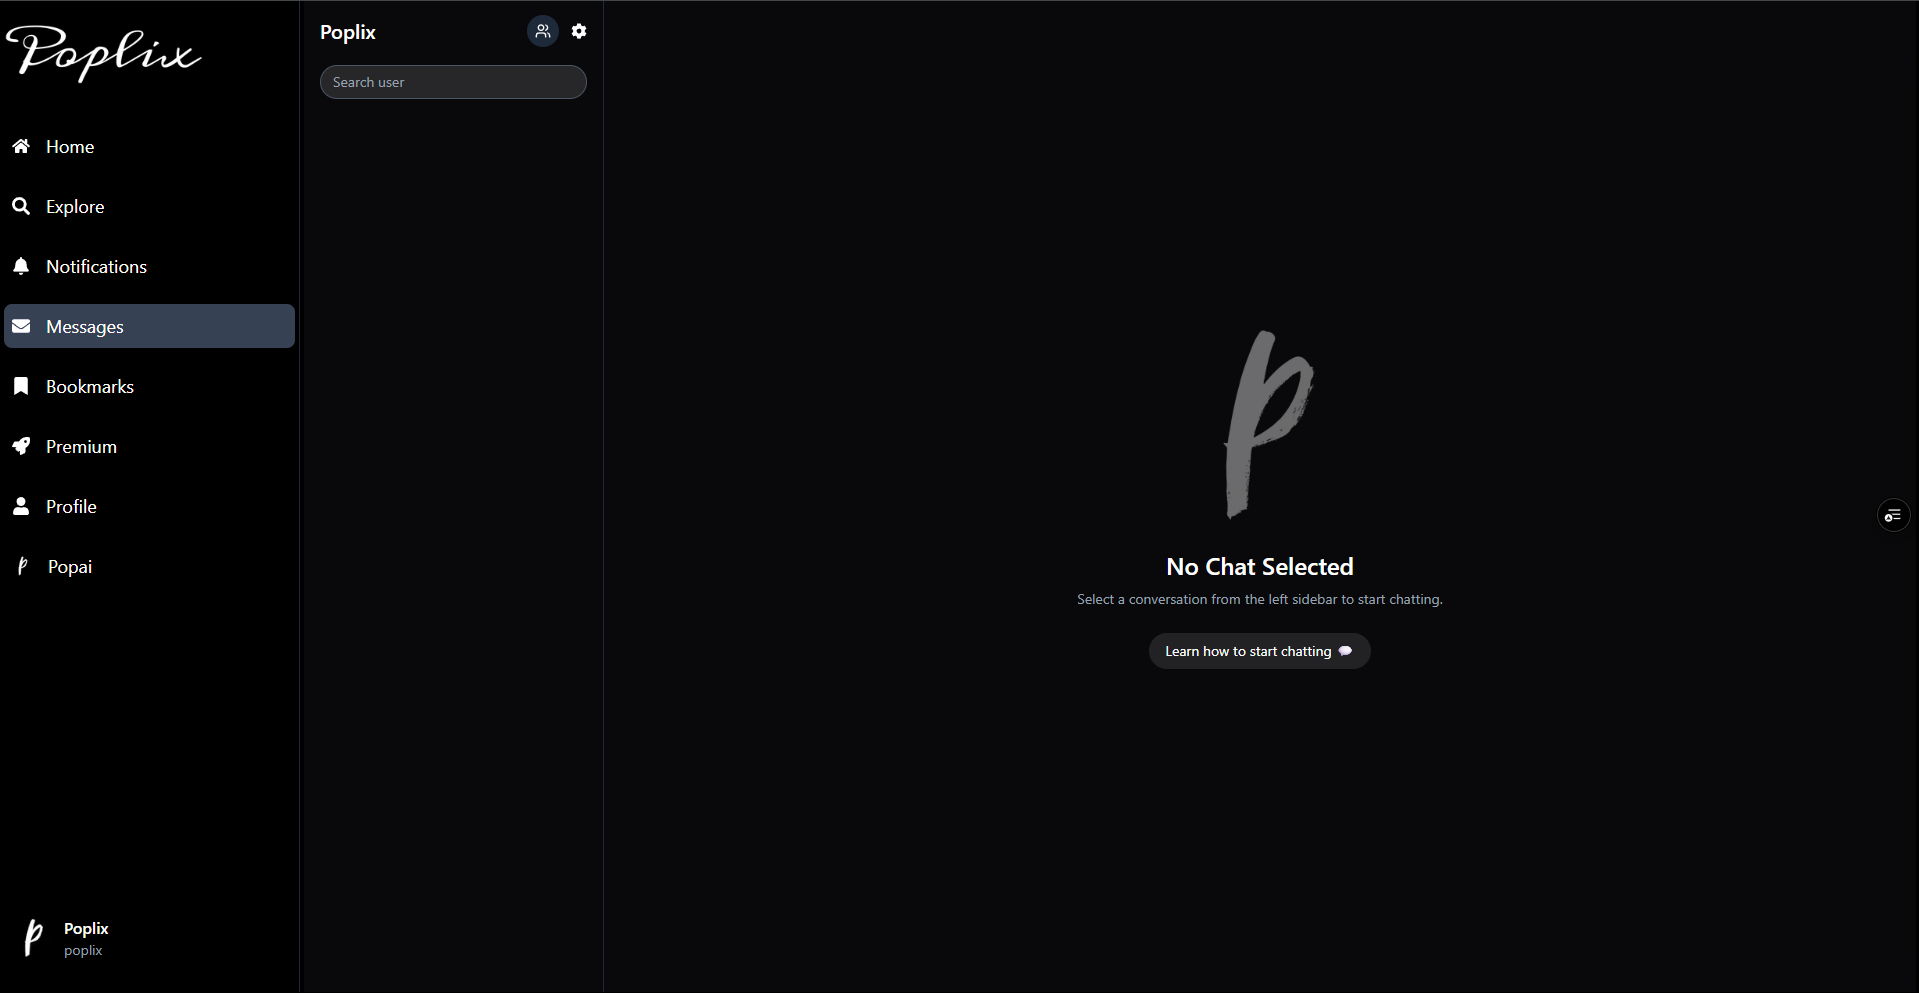 Poplix
Home
Explore
Notifications
Messages
Bookmarks
Premium
Profile
Popai
Poplix
poplix
Poplix
Search user
No Chat Selected
Select a conversation from the left sidebar to start chatting.
Learn how to start chatting